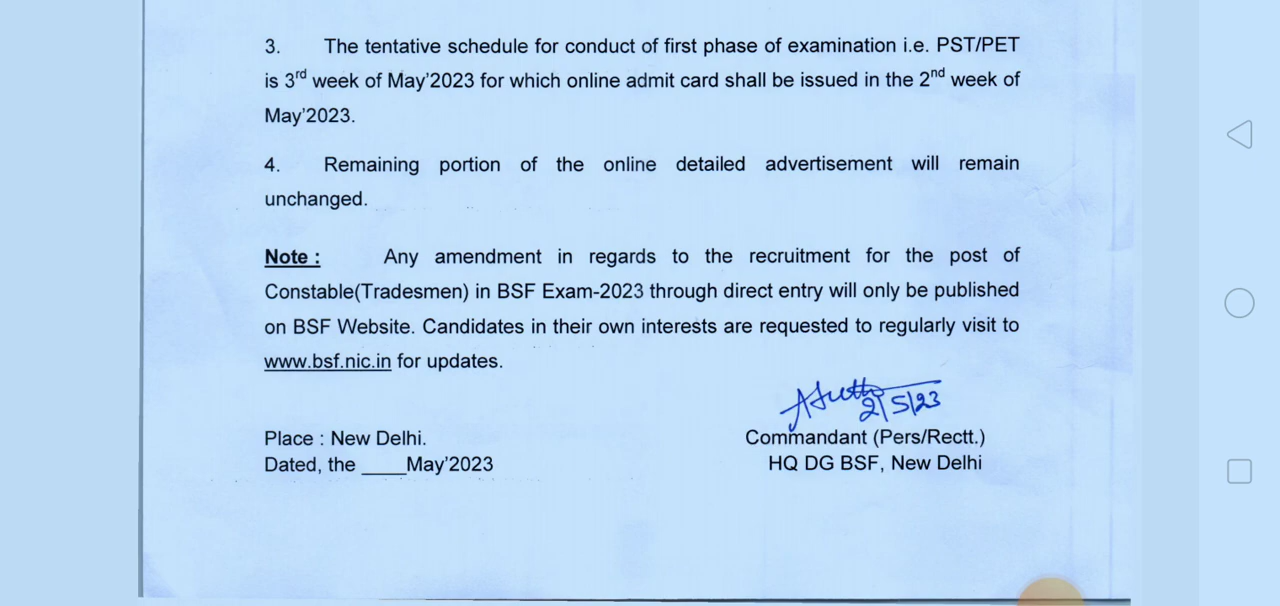 3. The tentative schedule for conduct of first phase of examination i.e. PST/PET
is 3rd week of May'2023 for which online admit card shall be issued in the 2nd week of
May'2023.
4. Remaining portion of the online detailed advertisement will remain
unchanged.
Note : Any amendment in regards to the recruitment for the post of
Constable(Tradesmen) in BSF Exam-2023 through direct entry will only be published
on BSF Website. Candidates in their own interests are requested to regularly visit to
www.bsf.nic.in for updates.
2/5/23
Place : New Delhi.
Commandant (Pers/Rectt.)
Dated, the ____May'2023
HQ DG BSF, New Delhi